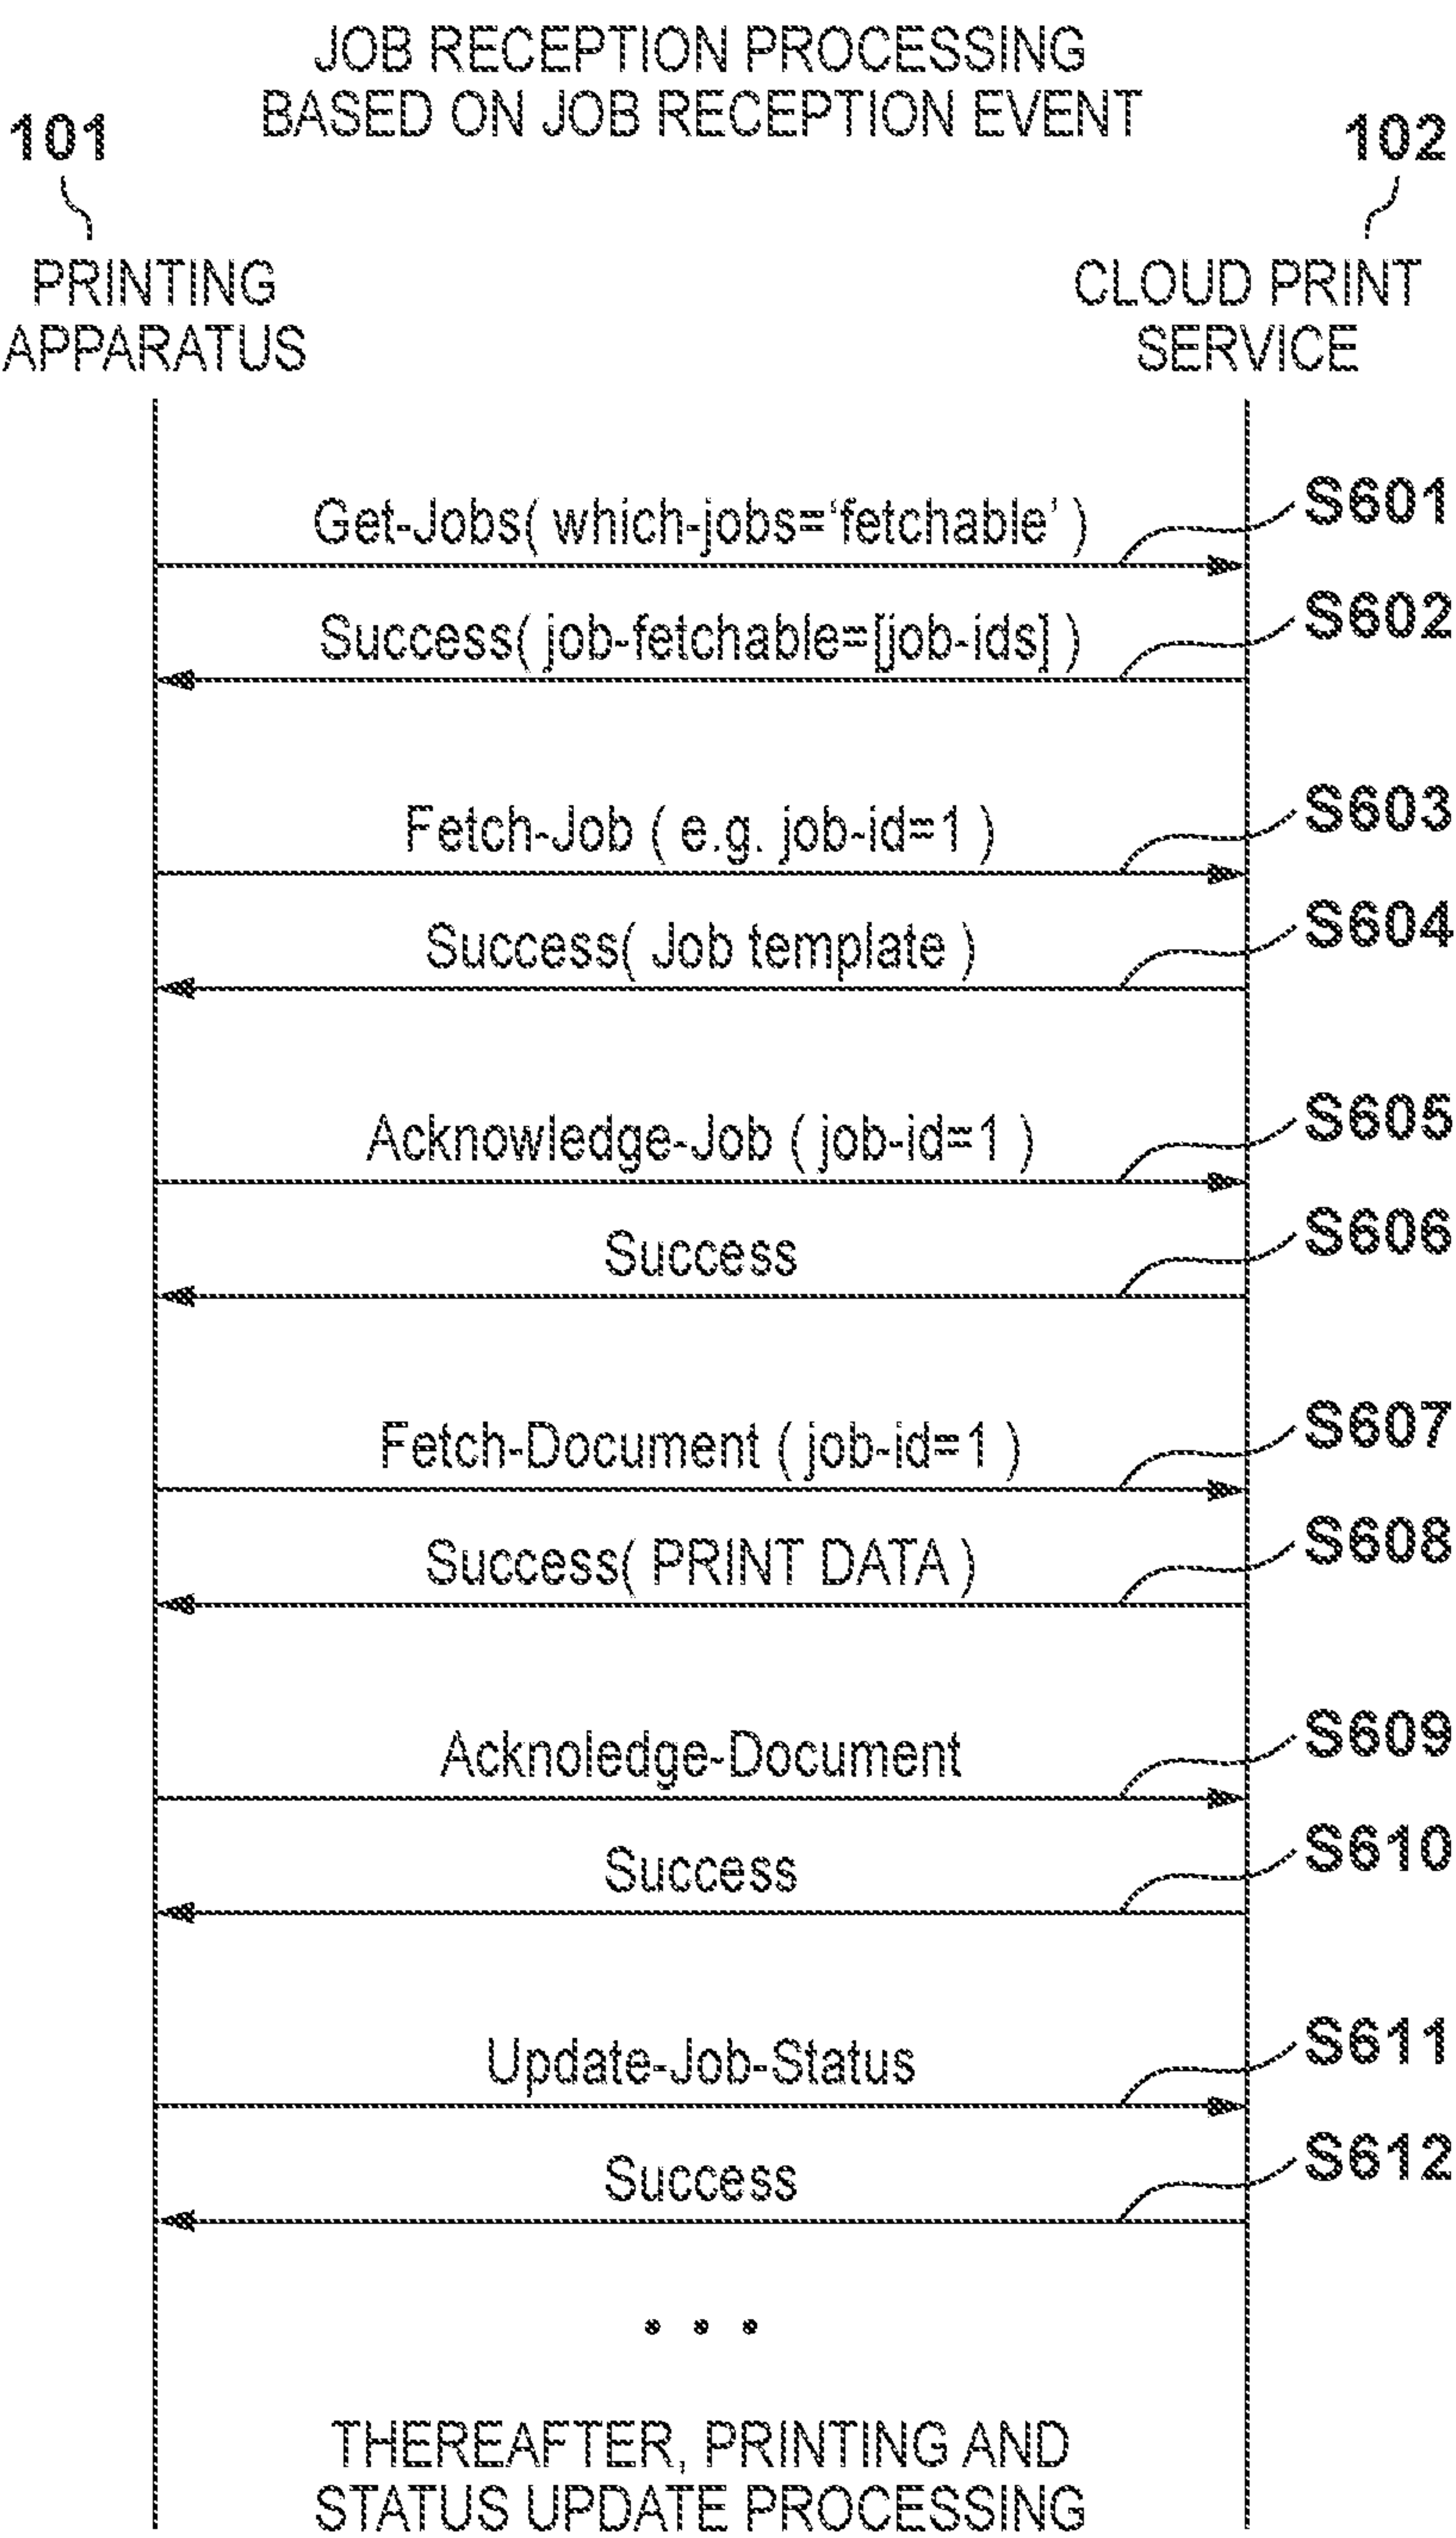 JOB RECEPTION PROCESSING
BASED ON JOB RECEPTION EVENT
101
102
PRINTING
APPARATUS
CLOUD PRINT
SERVICE
Get-Jobs( which-jobs=‘fetchable’ )
S601
Success( job-fetchable=[job-ids] )
S602
Fetch-Job ( e.g. job-id=1 )
S603
Success( Job template )
S604
Acknowledge-Job ( job-id=1 )
S605
Success
S606
Fetch-Document ( job-id=1 )
S607
Success( PRINT DATA )
S608
Acknoledge-Document
S609
Success
S610
Update-Job-Status
S611
Success
S612
• • •
THEREAFTER, PRINTING AND
STATUS UPDATE PROCESSING